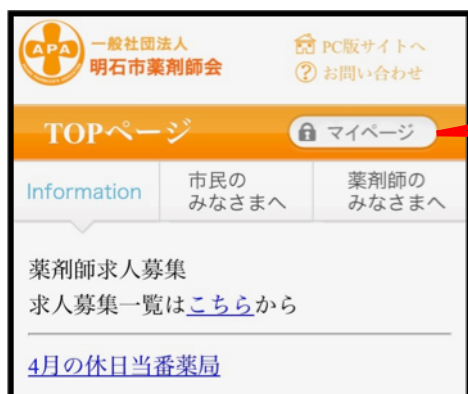 APA
一般社団法人
明石市薬剤師会
PC版サイトへ
? お問い合わせ
TOPページ
マイページ
Information
市民の
みなさまへ
薬剤師の
みなさまへ
薬剤師求人募集
求人募集一覧はこちらから
4月の休日当番薬局